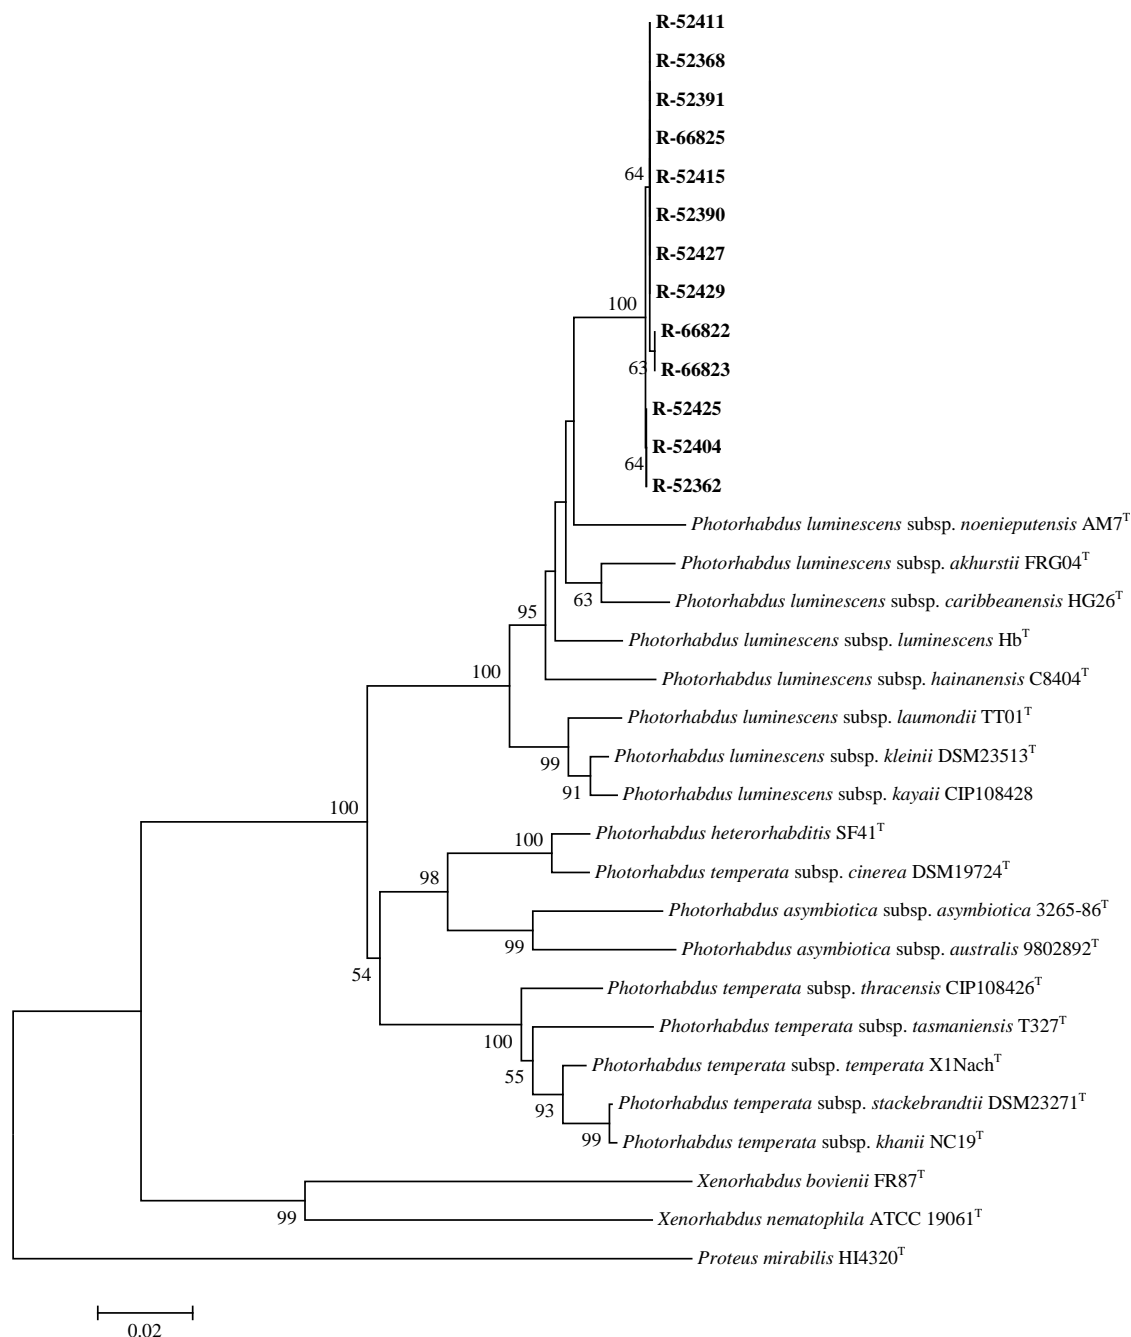 R-52411
R-52368
R-52391
R-66825
64
R-52415
R-52390
R-52427
R-52429
100
R-66822
63
R-66823
R-52425
R-52404
64
R-52362
Photorhabdus luminescens subsp. noenieputensis AM7T
Photorhabdus luminescens subsp. akhurstii FRG04T
63
Photorhabdus luminescens subsp. caribbeanensis HG26T
95
Photorhabdus luminescens subsp. luminescens HbT
100
Photorhabdus luminescens subsp. hainanensis C8404T
Photorhabdus luminescens subsp. laumondii TT01T
99
Photorhabdus luminescens subsp. kleinii DSM23513T
91
Photorhabdus luminescens subsp. kayaii CIP108428
100
Photorhabdus heterorhabditis SF41T
100
Photorhabdus temperata subsp. cinerea DSM19724T
98
Photorhabdus asymbiotica subsp. asymbiotica 3265-86T
99
Photorhabdus asymbiotica subsp. australis 9802892T
54
Photorhabdus temperata subsp. thracensis CIP108426T
Photorhabdus temperata subsp. tasmaniensis T327T
100
Photorhabdus temperata subsp. temperata X1NachT
55
Photorhabdus temperata subsp. stackebrandtii DSM23271T
93
99
Photorhabdus temperata subsp. khanii NC19T
Xenorhabdus bovienii FR87T
99
Xenorhabdus nematophila ATCC 19061T
Proteus mirabilis HI4320T
0.02